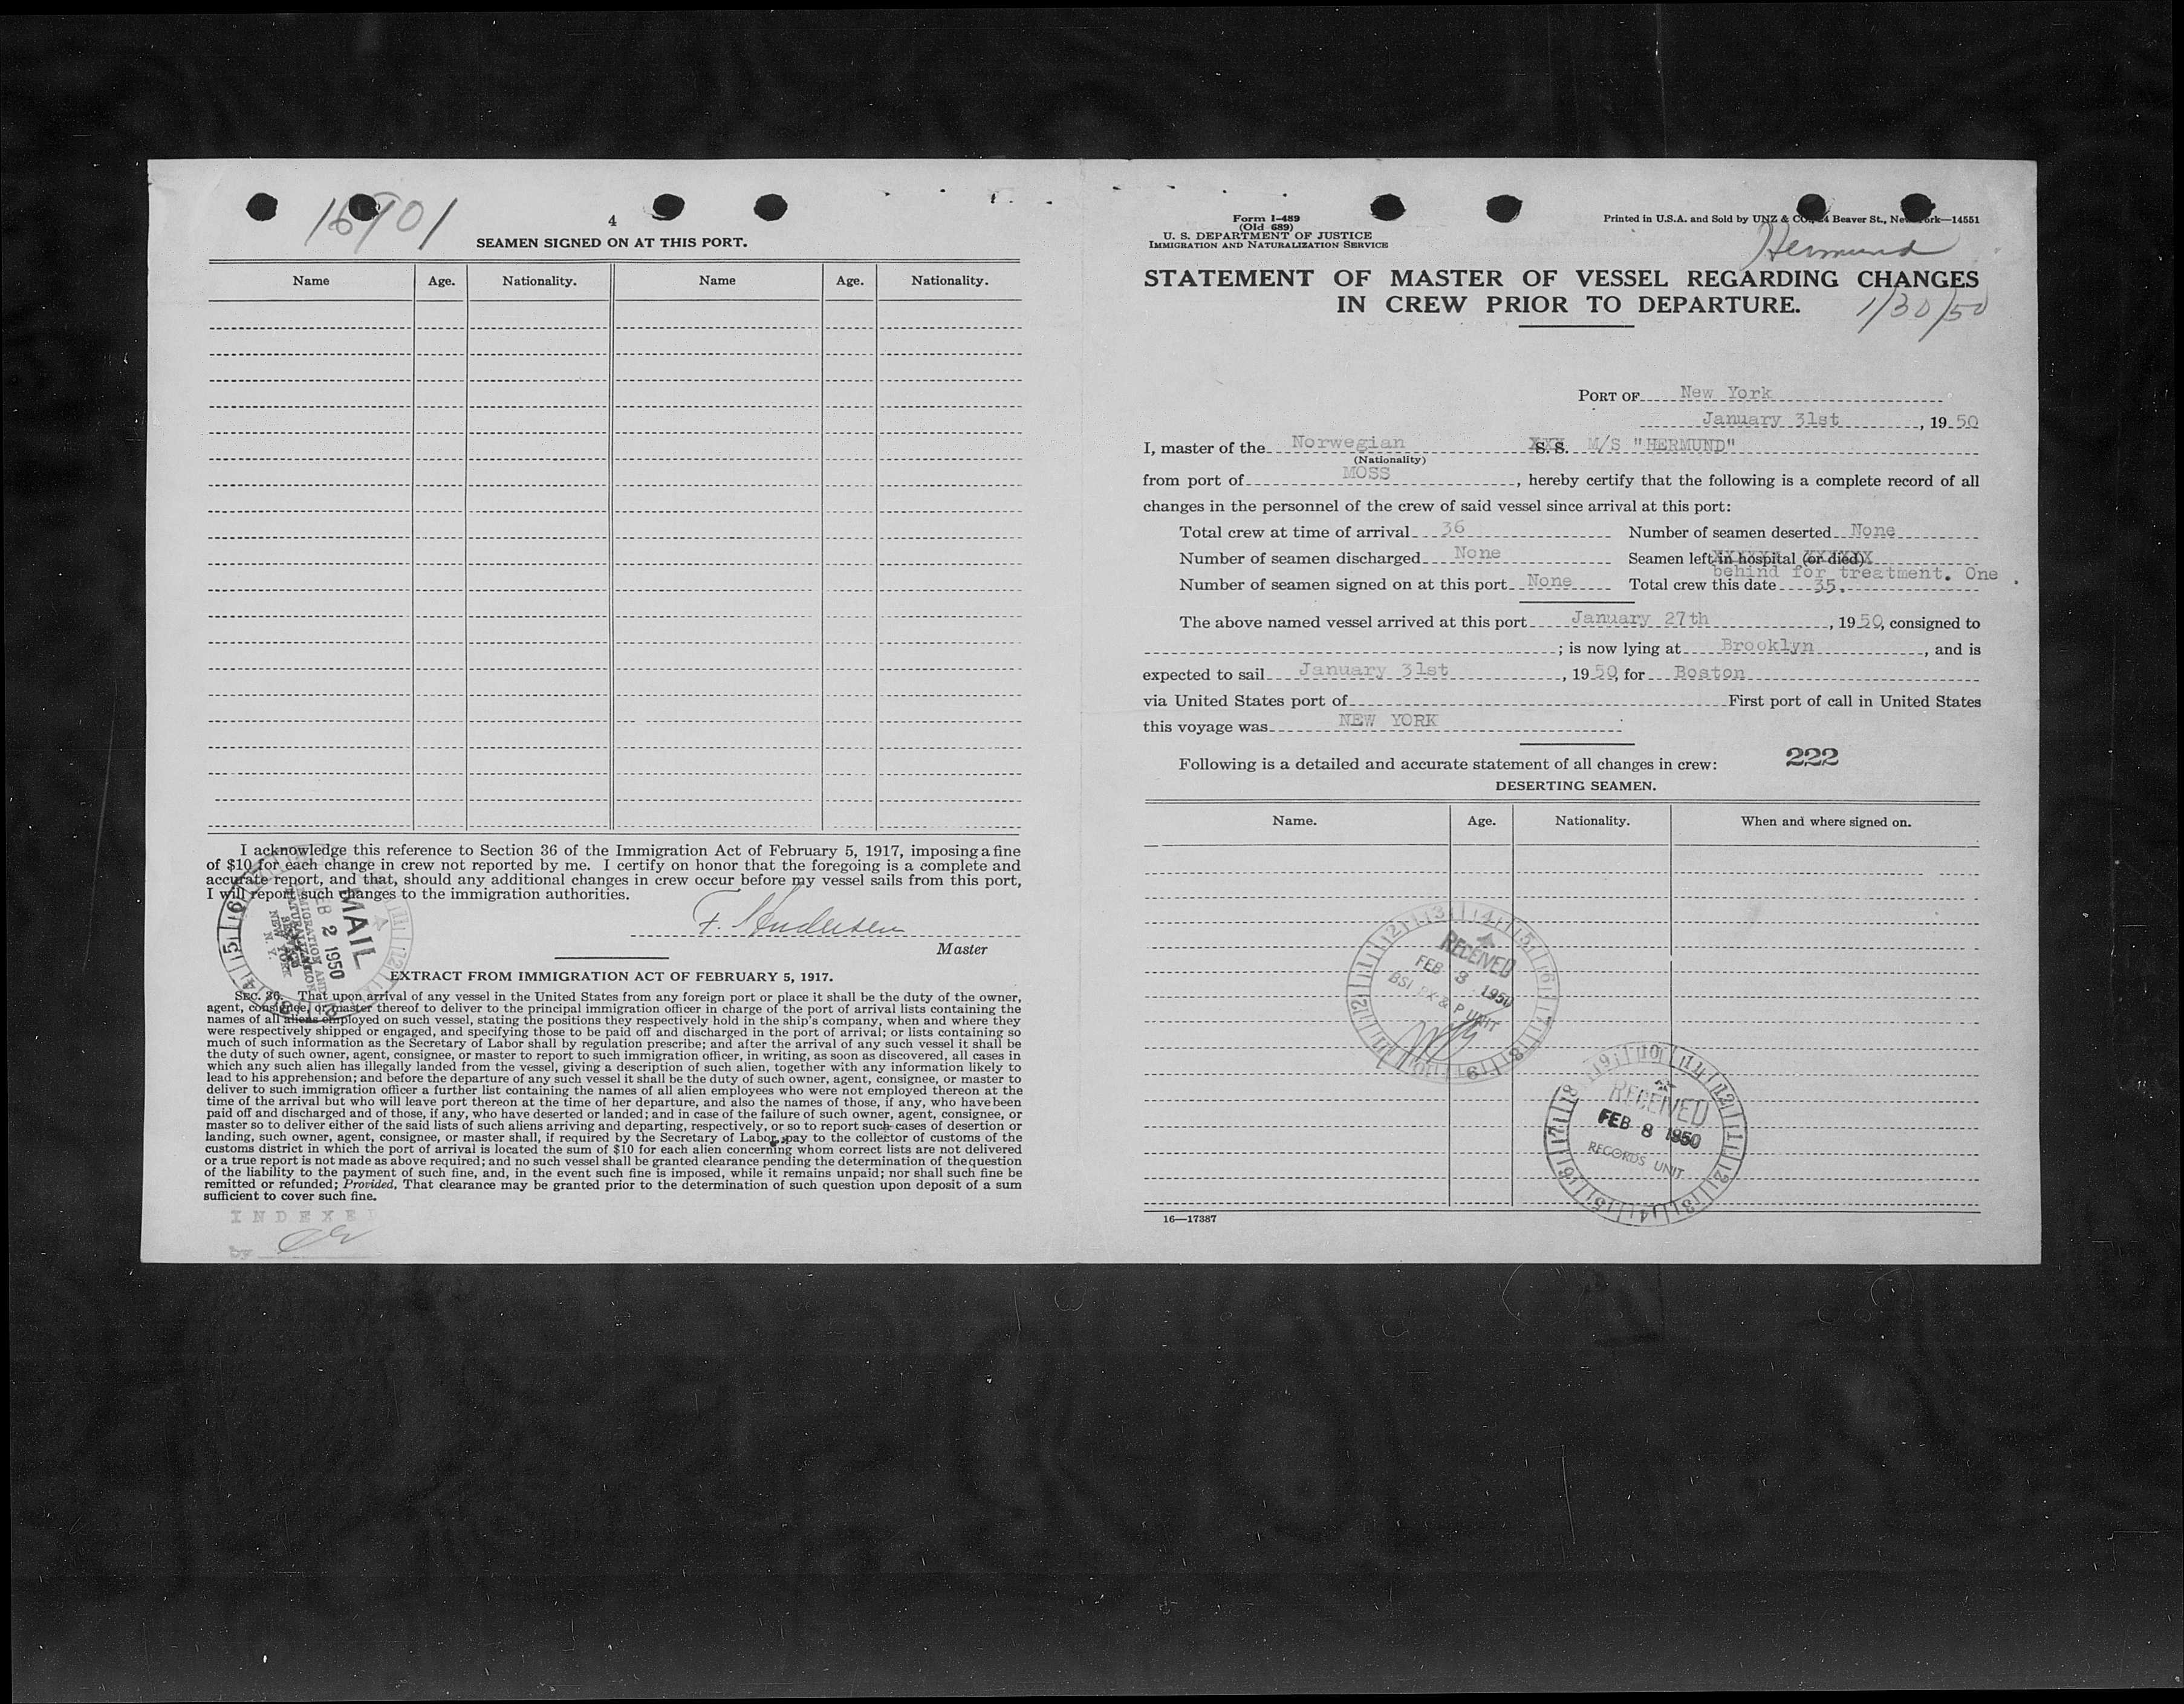 16901
4
SEAMEN SIGNED ON AT THIS PORT.
Name Age. Nationality. Name Age. Nationality.
I acknowledge this reference to Section 36 of the Immigration Act of February 5, 1917, imposing a fine
of $10 for each change in crew not reported by me. I certify on honor that the foregoing is a complete and
accurate report, and that, should any additional changes in crew occur before my vessel sails from this port,
I will report such changes to the immigration authorities.
MAIL
FEB 2 1950
NEW YORK
N. Y.
F. Andersen
Master
EXTRACT FROM IMMIGRATION ACT OF FEBRUARY 5, 1917.
SEC. 36. That upon arrival of any vessel in the United States from any foreign port or place it shall be the duty of the owner,
agent, consignee, or master thereof to deliver to the principal immigration officer in charge of the port of arrival lists containing the
names of all aliens employed on such vessel, stating the positions they respectively hold in the ship's company, when and where they
were respectively shipped or engaged, and specifying those to be paid off and discharged in the port of arrival; or lists containing so
much of such information as the Secretary of Labor shall by regulation prescribe; and after the arrival of any such vessel it shall be
the duty of such owner, agent, consignee, or master to report to such immigration officer, in writing, as soon as discovered, all cases in
which any such alien has illegally landed from the vessel, giving a description of such alien, together with any information likely to
lead to his apprehension; and before the departure of any such vessel it shall be the duty of such owner, agent, consignee, or master to
deliver to such immigration officer a further list containing the names of all alien employees who were not employed thereon at the
time of the arrival but who will leave port thereon at the time of her departure, and also the names of those, if any, who have been
paid off and discharged and of those, if any, who have deserted or landed; and in case of the failure of such owner, agent, consignee, or
master so to deliver either of the said lists of such aliens arriving and departing, respectively, or so to report such cases of desertion or
landing, such owner, agent, consignee, or master shall, if required by the Secretary of Labor, pay to the collector of customs of the
customs district in which the port of arrival is located the sum of $10 for each alien concerning whom correct lists are not delivered
or a true report is not made as above required; and no such vessel shall be granted clearance pending the determination of the question
of the liability to the payment of such fine, and, in the event such fine is imposed, while it remains unpaid; nor shall such fine be
remitted or refunded; Provided, That clearance may be granted prior to the determination of such question upon deposit of a sum
sufficient to cover such fine.
INDEXED
by
Form I-489
(Old 689)
U. S. DEPARTMENT OF JUSTICE
IMMIGRATION AND NATURALIZATION SERVICE
Printed in U.S.A. and Sold by UNZ & CO., 24 Beaver St., New York—14551
Hermund
STATEMENT OF MASTER OF VESSEL REGARDING CHANGES
IN CREW PRIOR TO DEPARTURE.
1/30/50
PORT OF New York
January 31st, 1950
I, master of the Norwegian S. S. M/S "HERMUND"
(Nationality)
from port of MOSS, hereby certify that the following is a complete record of all
changes in the personnel of the crew of said vessel since arrival at this port:
Total crew at time of arrival 36 Number of seamen deserted None
Number of seamen discharged None Seamen left in hospital (or died)
behind for treatment. One
Number of seamen signed on at this port None Total crew this date 35.
The above named vessel arrived at this port January 27th, 1950, consigned to
; is now lying at Brooklyn, and is
expected to sail January 31st, 1950, for Boston
via United States port of First port of call in United States
this voyage was NEW YORK
Following is a detailed and accurate statement of all changes in crew: 222
DESERTING SEAMEN.
Name. Age. Nationality. When and where signed on.
RECEIVED
FEB 3 1950
BSI EX & P UNIT
RECEIVED
FEB 8 1950
RECORDS UNIT
16—17387